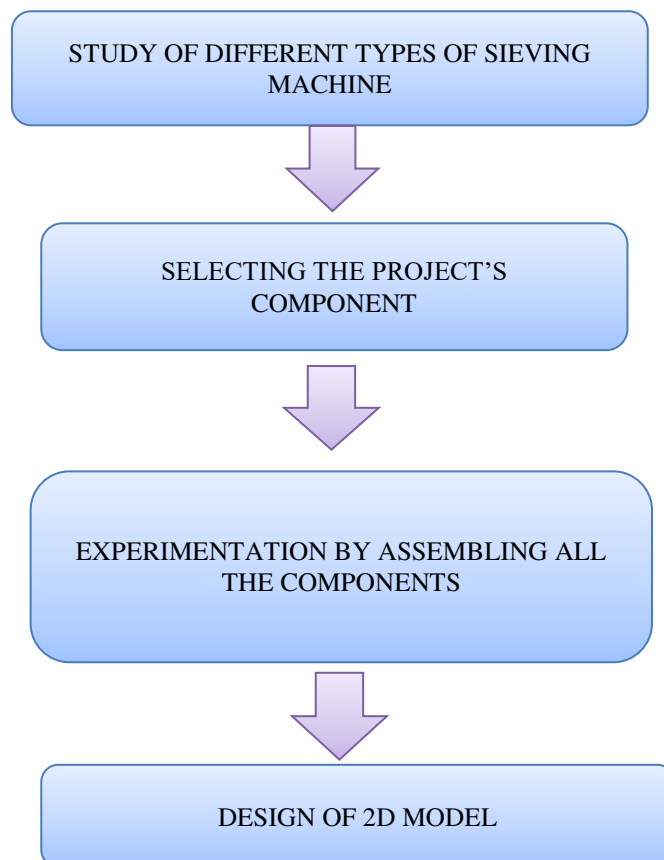 STUDY OF DIFFERENT TYPES OF SIEVING
MACHINE
SELECTING THE PROJECT’S
COMPONENT
EXPERIMENTATION BY ASSEMBLING ALL
THE COMPONENTS
DESIGN OF 2D MODEL